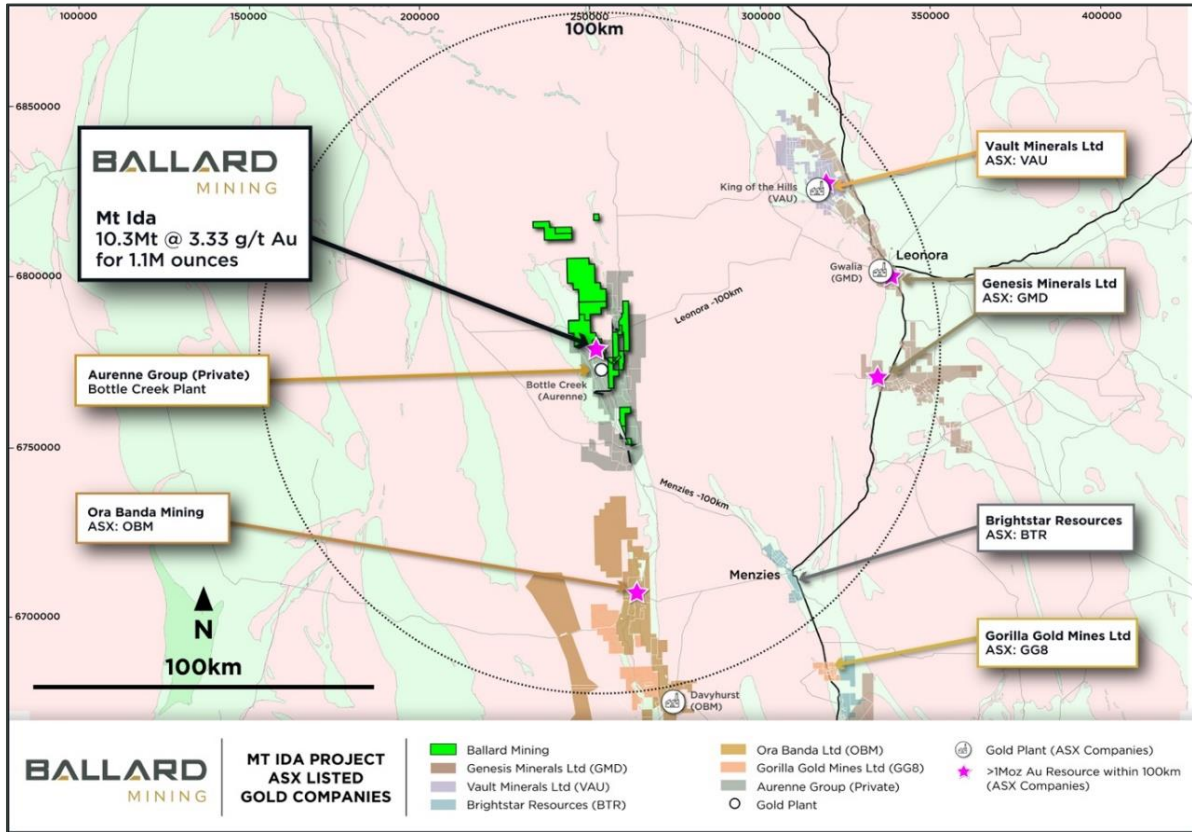 100000 150000 200000 250000 300000 350000 400000
100km
6850000
6800000
6750000
6700000
BALLARD
MINING
Mt Ida
10.3Mt @ 3.33 g/t Au
for 1.1M ounces
Vault Minerals Ltd
ASX: VAU
King of the Hills
(VAU)
Leonora
Gwalia
(GMD)
Genesis Minerals Ltd
ASX: GMD
Leonora ~100km
Aurenne Group (Private)
Bottle Creek Plant
Bottle Creek
(Aurenne)
Menzies ~100km
Ora Banda Mining
ASX: OBM
Brightstar Resources
ASX: BTR
Menzies
N
100km
Gorilla Gold Mines Ltd
ASX: GG8
Davyhurst
(OBM)
BALLARD
MINING
MT IDA PROJECT
ASX LISTED
GOLD COMPANIES
Ballard Mining
Genesis Minerals Ltd (GMD)
Vault Minerals Ltd (VAU)
Brightstar Resources (BTR)
Ora Banda Ltd (OBM)
Gorilla Gold Mines Ltd (GG8)
Aurenne Group (Private)
Gold Plant
Gold Plant (ASX Companies)
>1Moz Au Resource within 100km
(ASX Companies)